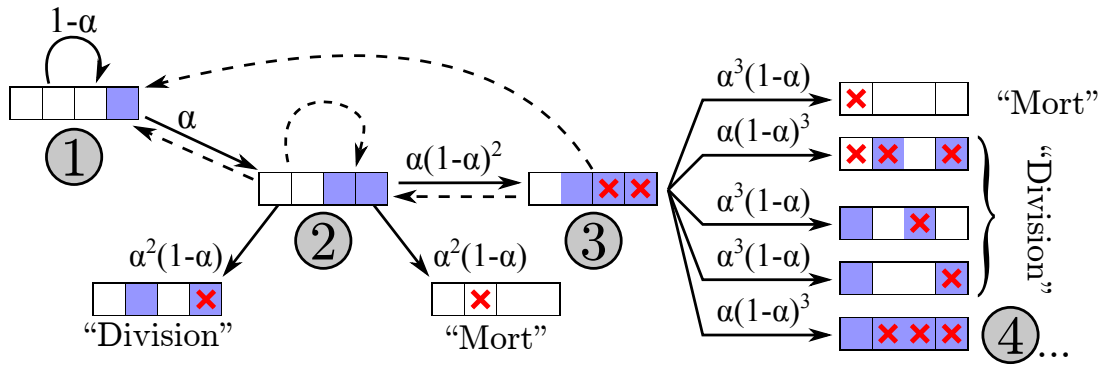 1-α
α
1
α(1-α)²
2
3
α²(1-α)
α²(1-α)
“Division”
“Mort”
α³(1-α)
“Mort”
α(1-α)³
α³(1-α)
“Division”
α³(1-α)
α(1-α)³
4...